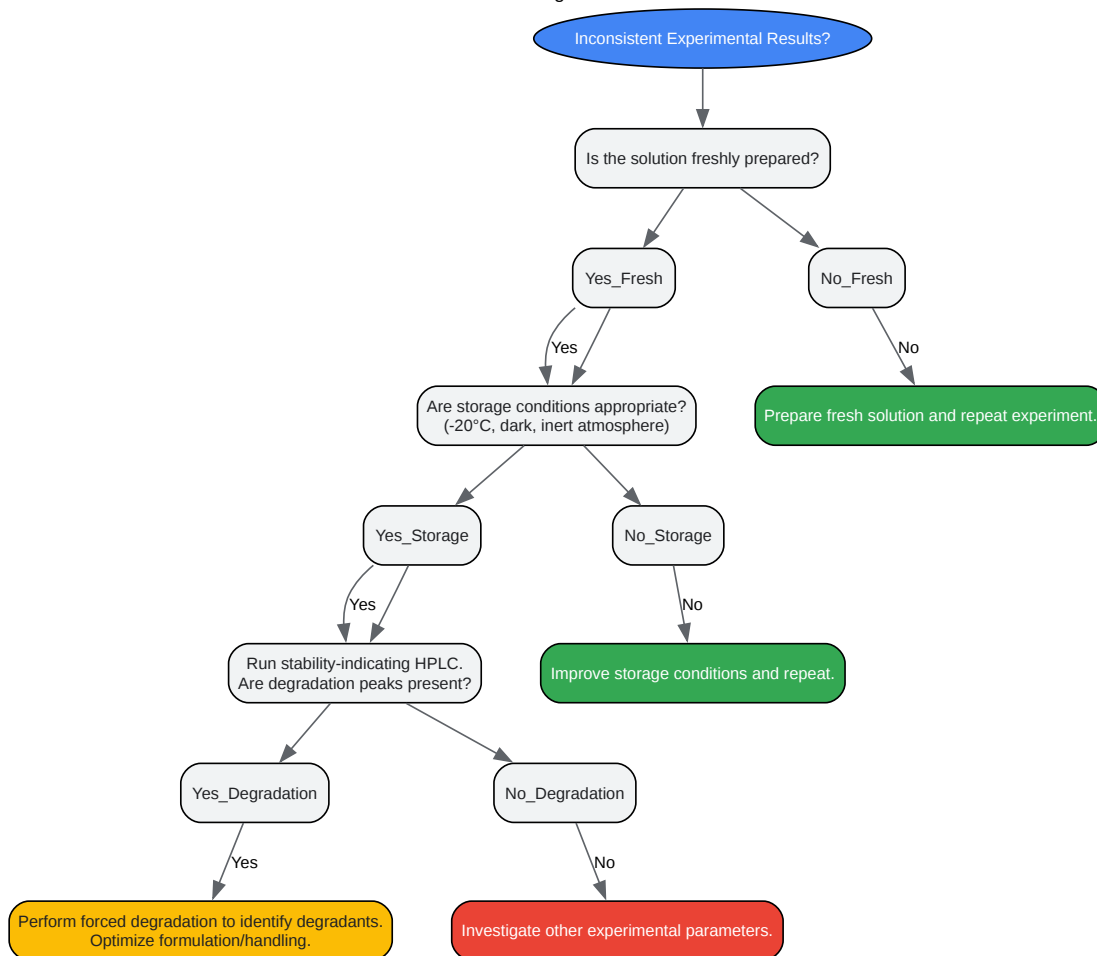 Inconsistent Experimental Results?
Is the solution freshly prepared?
Yes_Fresh
No_Fresh
Yes
No
Are storage conditions appropriate?
(-20°C, dark, inert atmosphere)
Prepare fresh solution and repeat experiment.
Yes_Storage
No_Storage
Yes
No
Run stability-indicating HPLC.
Are degradation peaks present?
Improve storage conditions and repeat.
Yes_Degradation
No_Degradation
Yes
No
Perform forced degradation to identify degradants.
Optimize formulation/handling.
Investigate other experimental parameters.